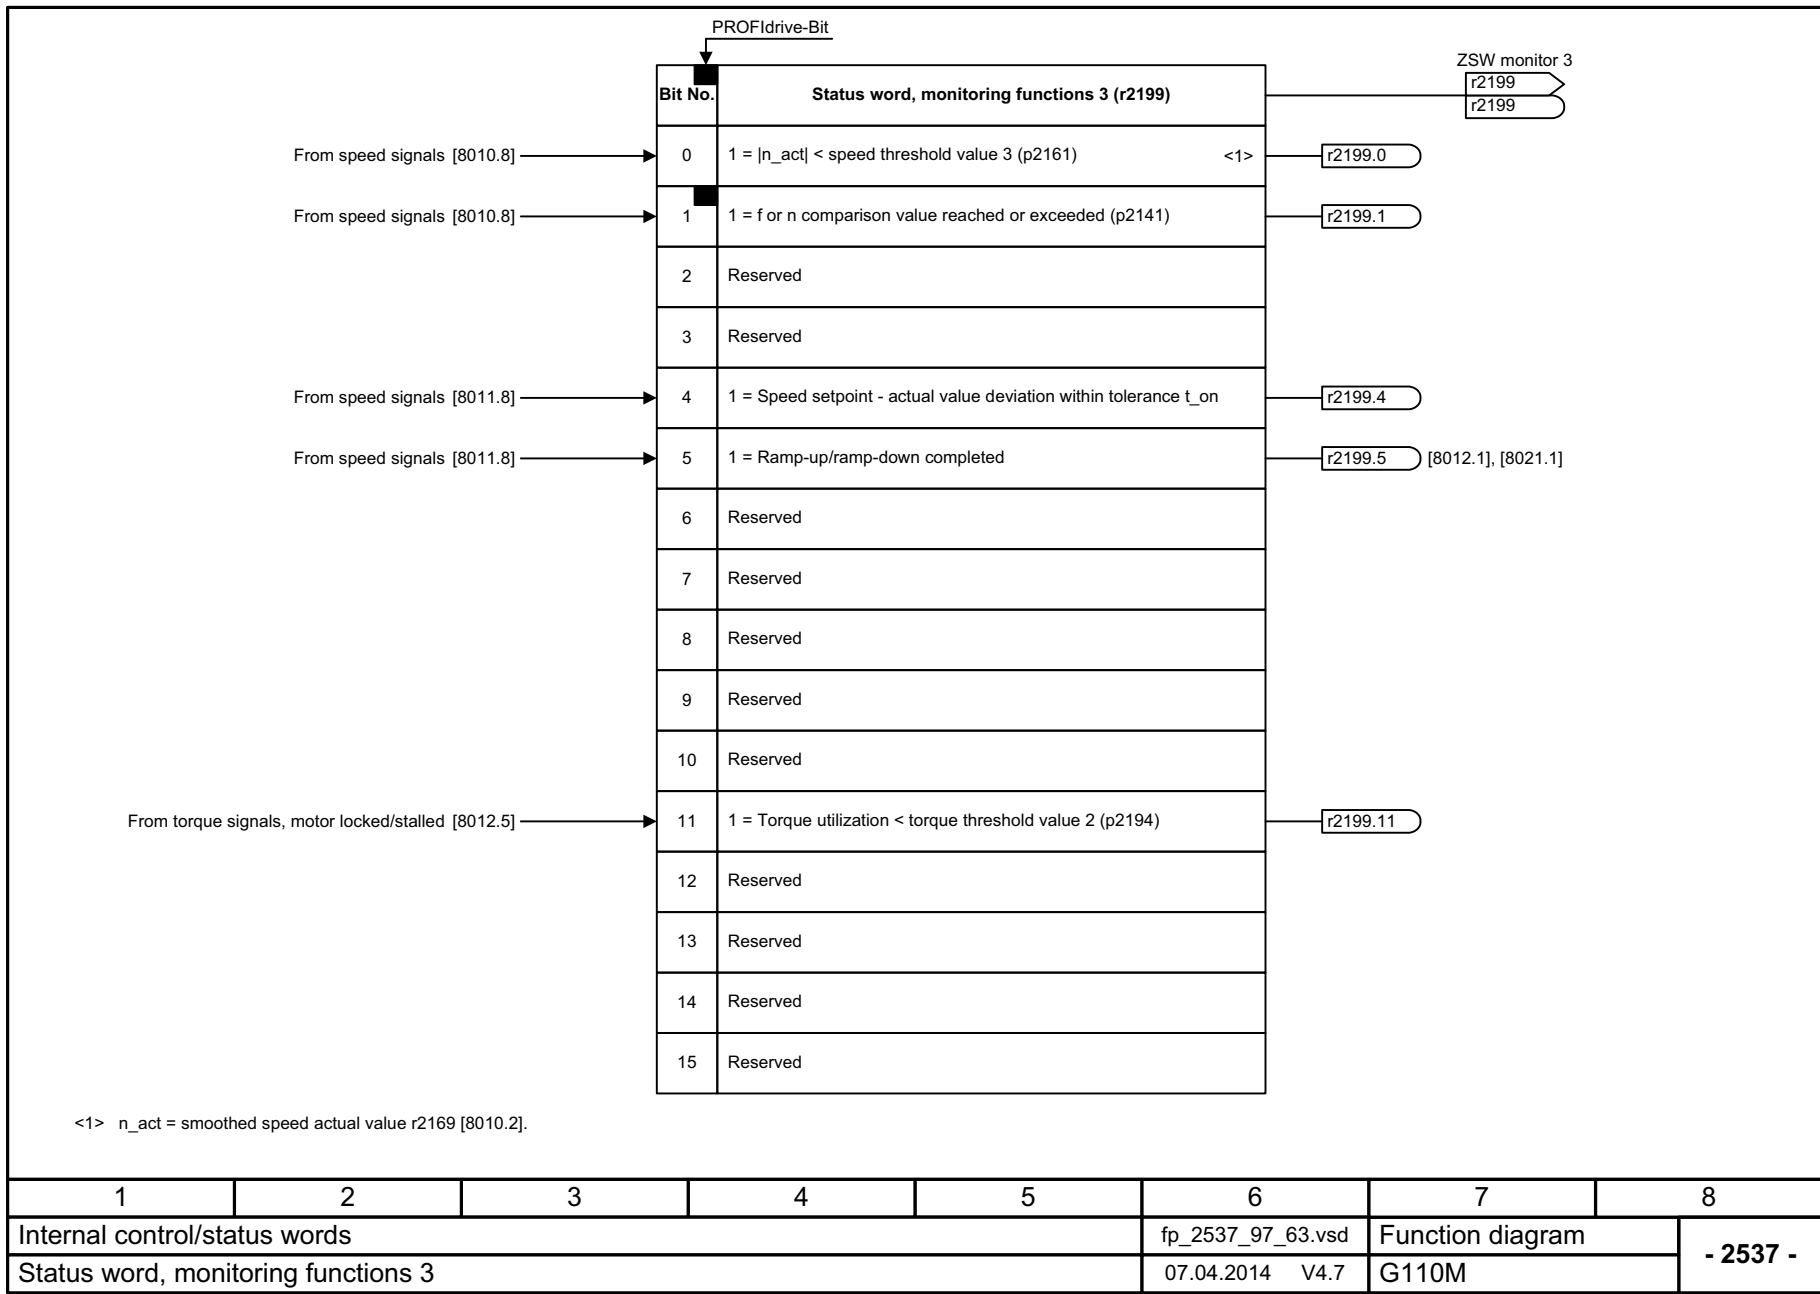 PROFIdrive-Bit
ZSW monitor 3
Bit No. Status word, monitoring functions 3 (r2199) r2199
r2199
From speed signals [8010.8] 0 1 = |n_act| < speed threshold value 3 (p2161) <1> r2199.0
From speed signals [8010.8] 1 1 = f or n comparison value reached or exceeded (p2141) r2199.1
2 Reserved
3 Reserved
From speed signals [8011.8] 4 1 = Speed setpoint - actual value deviation within tolerance t_on r2199.4
From speed signals [8011.8] 5 1 = Ramp-up/ramp-down completed r2199.5 [8012.1], [8021.1]
6 Reserved
7 Reserved
8 Reserved
9 Reserved
10 Reserved
From torque signals, motor locked/stalled [8012.5] 11 1 = Torque utilization < torque threshold value 2 (p2194) r2199.11
12 Reserved
13 Reserved
14 Reserved
15 Reserved
<1> n_act = smoothed speed actual value r2169 [8010.2].
1 2 3 4 5 6 7 8
Internal control/status words fp_2537_97_63.vsd Function diagram - 2537 -
Status word, monitoring functions 3 07.04.2014 V4.7 G110M